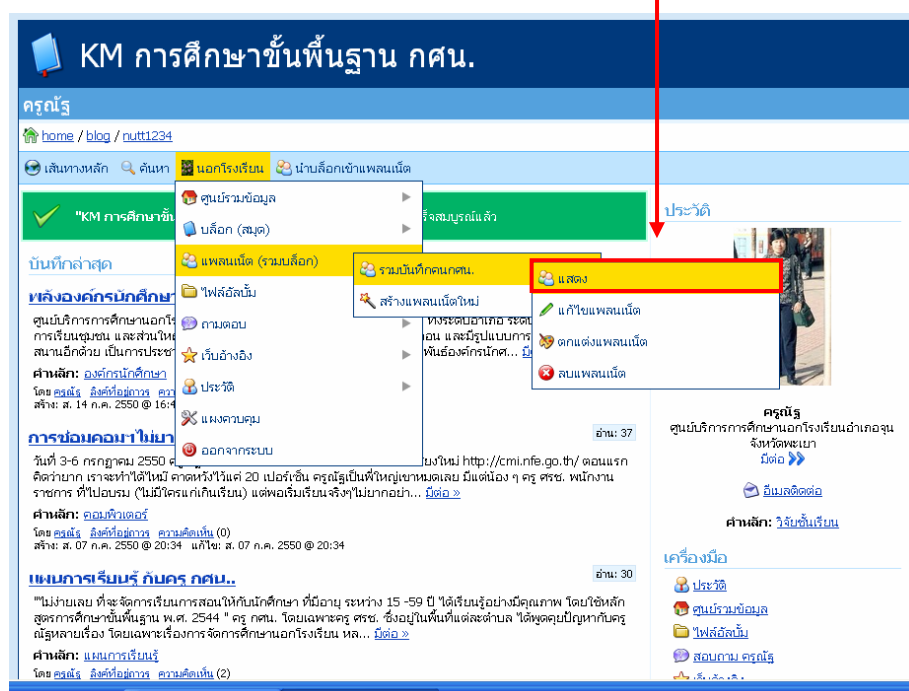 KM การศึกษาขั้นพื้นฐาน กศน.
ครูณัฐ
home / blog / nutt1234
เส้นทางหลัก ค้นหา นอกโรงเรียน นำบล็อกเข้าแพลนเน็ต
"KM การศึกษาขั้น
ร็จสมบูรณ์แล้ว
ศูนย์รวมข้อมูล
บล็อก (สมุด)
แพลนเน็ต (รวมบล็อก)
ไฟล์อัลบั้ม
ถามตอบ
เว็บอ้างอิง
ประวัติ
แผงควบคุม
ออกจากระบบ
รวมบันทึกคนกศน.
สร้างแพลนเน็ตใหม่
แสดง
แก้ไขแพลนเน็ต
ตกแต่งแพลนเน็ต
ลบแพลนเน็ต
บันทึกล่าสุด
พลังองค์กรนักศึกษา
ศูนย์บริการการศึกษานอกโร
การเรียนชุมชน และส่วนให
สนานอีกด้วย เป็นการประชา
พันธ์องค์กรนักศ...
คำหลัก: องค์กรนักศึกษา
โดย ครูณัฐ ลิงค์ที่อยู่ถาวร
สร้าง: ส. 14 ก.ค. 2550 @ 16:4
การซ่อมคอมฯไม่ยา
อ่าน: 37
วันที่ 3-6 กรกฎาคม 2550 ค
ียงใหม่ http://cmi.nfe.go.th/ ตอนแรก
คิดว่ายาก เราจะทำได้ไหมั คาดหวังไว้แค่ 20 เปอร์เซ็น ครูณัฐเป็นพี่ใหญ่เขาหมดเลย มีแต่น้อง ๆ ครู ศรช. พนักงาน
ราชการ ที่ไปอบรม (ไม่มีใครแก่เกินเรียน) แต่พอเริ่มเรียนจริงๆไม่ยากอย่า... มีต่อ »
คำหลัก: คอมพิวเตอร์
โดย ครูณัฐ ลิงค์ที่อยู่ถาวร ความคิดเห็น (0)
สร้าง: ส. 07 ก.ค. 2550 @ 20:34 แก้ไข: ส. 07 ก.ค. 2550 @ 20:34
แผนการเรียนรู้ กับครู กศน..
อ่าน: 30
"ไม่ง่ายเลย ที่จะจัดการเรียนการสอนให้กับนักศึกษา ที่มีอายุ ระหว่าง 15 -59 ปี ได้เรียนรู้อย่างมีคุณภาพ โดยใช้หลัก
สูตรการศึกษาขั้นพื้นฐาน พ.ศ. 2544 " ครู กศน. โดยเฉพาะครู ศรช. ซึ่งอยู่ในพื้นที่แต่ละตำบล ได้พูดคุยปัญหากับครู
ณัฐหลายเรื่อง โดยเฉพาะเรื่องการจัดการศึกษานอกโรงเรียน หล... มีต่อ »
คำหลัก: แผนการเรียนรู้
โดย ครูณัฐ ลิงค์ที่อยู่ถาวร ความคิดเห็น (2)
ประวัติ
ครูณัฐ
ศูนย์บริการการศึกษานอกโรงเรียนอำเภอจุน
จังหวัดพะเยา
มีต่อ
อีเมลติดต่อ
คำหลัก: วิจัยชั้นเรียน
เครื่องมือ
ประวัติ
ศูนย์รวมข้อมูล
ไฟล์อัลบั้ม
สอบถาม ครูณัฐ